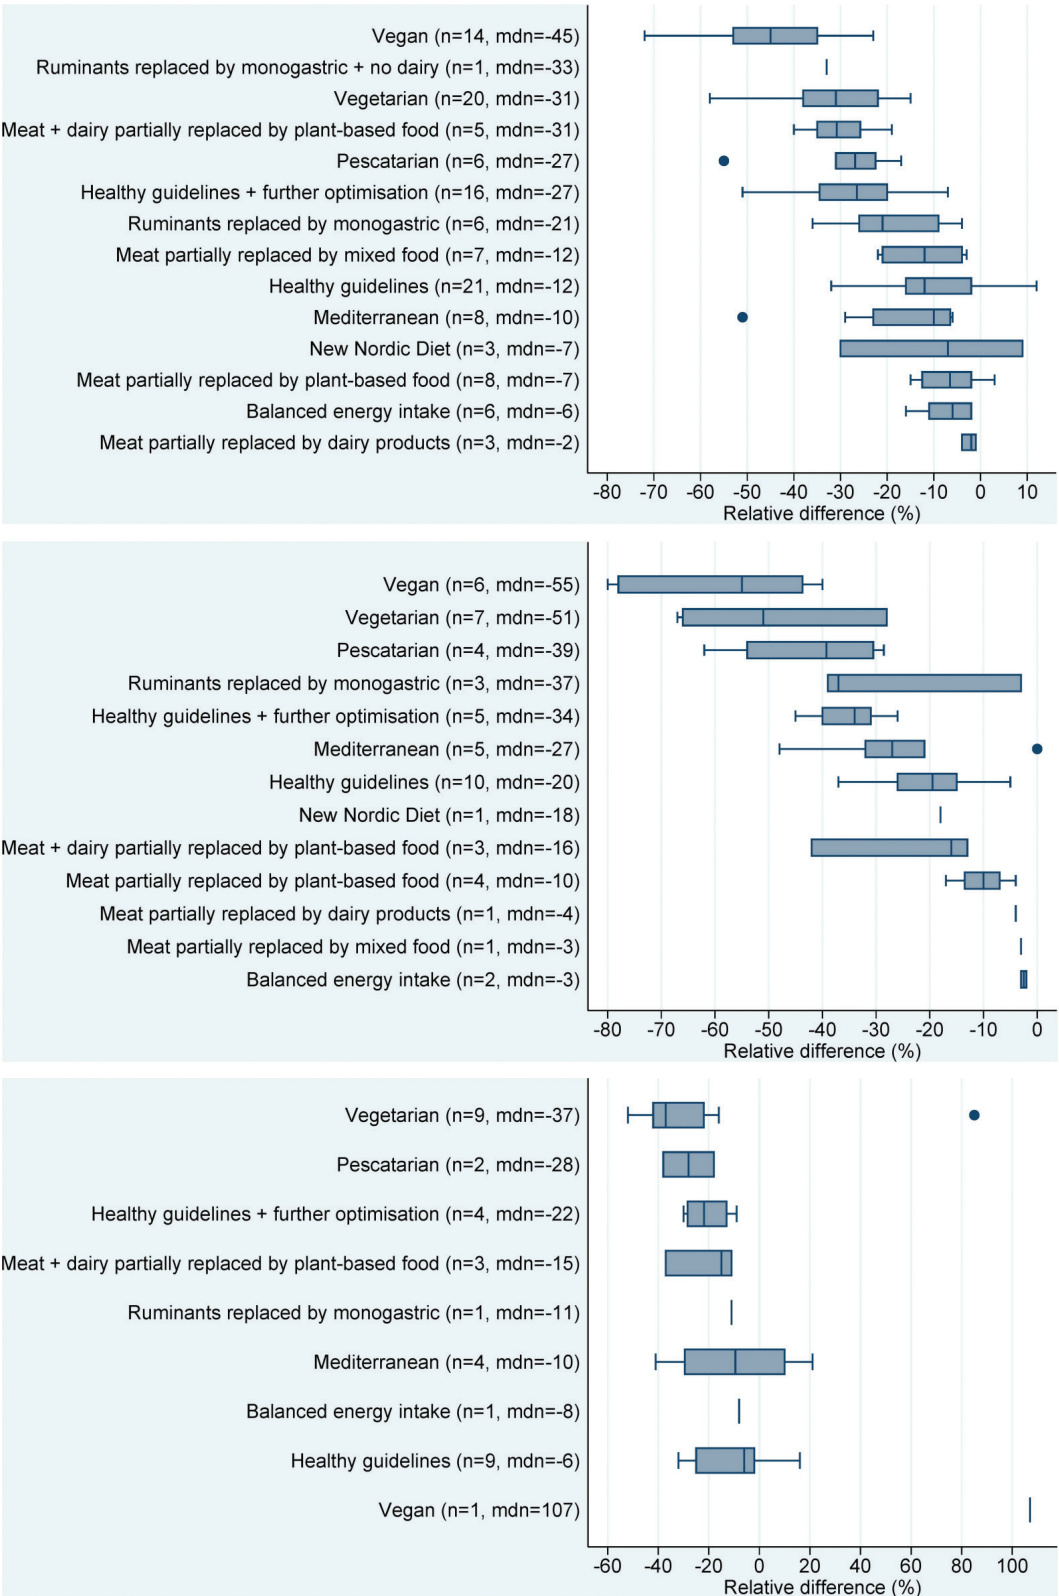 Vegan (n=14, mdn=-45)
Ruminants replaced by monogastric + no dairy (n=1, mdn=-33)
Vegetarian (n=20, mdn=-31)
Meat + dairy partially replaced by plant-based food (n=5, mdn=-31)
Pescatarian (n=6, mdn=-27)
Healthy guidelines + further optimisation (n=16, mdn=-27)
Ruminants replaced by monogastric (n=6, mdn=-21)
Meat partially replaced by mixed food (n=7, mdn=-12)
Healthy guidelines (n=21, mdn=-12)
Mediterranean (n=8, mdn=-10)
New Nordic Diet (n=3, mdn=-7)
Meat partially replaced by plant-based food (n=8, mdn=-7)
Balanced energy intake (n=6, mdn=-6)
Meat partially replaced by dairy products (n=3, mdn=-2)
-80 -70 -60 -50 -40 -30 -20 -10 0 10
Relative difference (%)
Vegan (n=6, mdn=-55)
Vegetarian (n=7, mdn=-51)
Pescatarian (n=4, mdn=-39)
Ruminants replaced by monogastric (n=3, mdn=-37)
Healthy guidelines + further optimisation (n=5, mdn=-34)
Mediterranean (n=5, mdn=-27)
Healthy guidelines (n=10, mdn=-20)
New Nordic Diet (n=1, mdn=-18)
Meat + dairy partially replaced by plant-based food (n=3, mdn=-16)
Meat partially replaced by plant-based food (n=4, mdn=-10)
Meat partially replaced by dairy products (n=1, mdn=-4)
Meat partially replaced by mixed food (n=1, mdn=-3)
Balanced energy intake (n=2, mdn=-3)
-80 -70 -60 -50 -40 -30 -20 -10 0
Relative difference (%)
Vegetarian (n=9, mdn=-37)
Pescatarian (n=2, mdn=-28)
Healthy guidelines + further optimisation (n=4, mdn=-22)
Meat + dairy partially replaced by plant-based food (n=3, mdn=-15)
Ruminants replaced by monogastric (n=1, mdn=-11)
Mediterranean (n=4, mdn=-10)
Balanced energy intake (n=1, mdn=-8)
Healthy guidelines (n=9, mdn=-6)
Vegan (n=1, mdn=107)
-60 -40 -20 0 20 40 60 80 100
Relative difference (%)